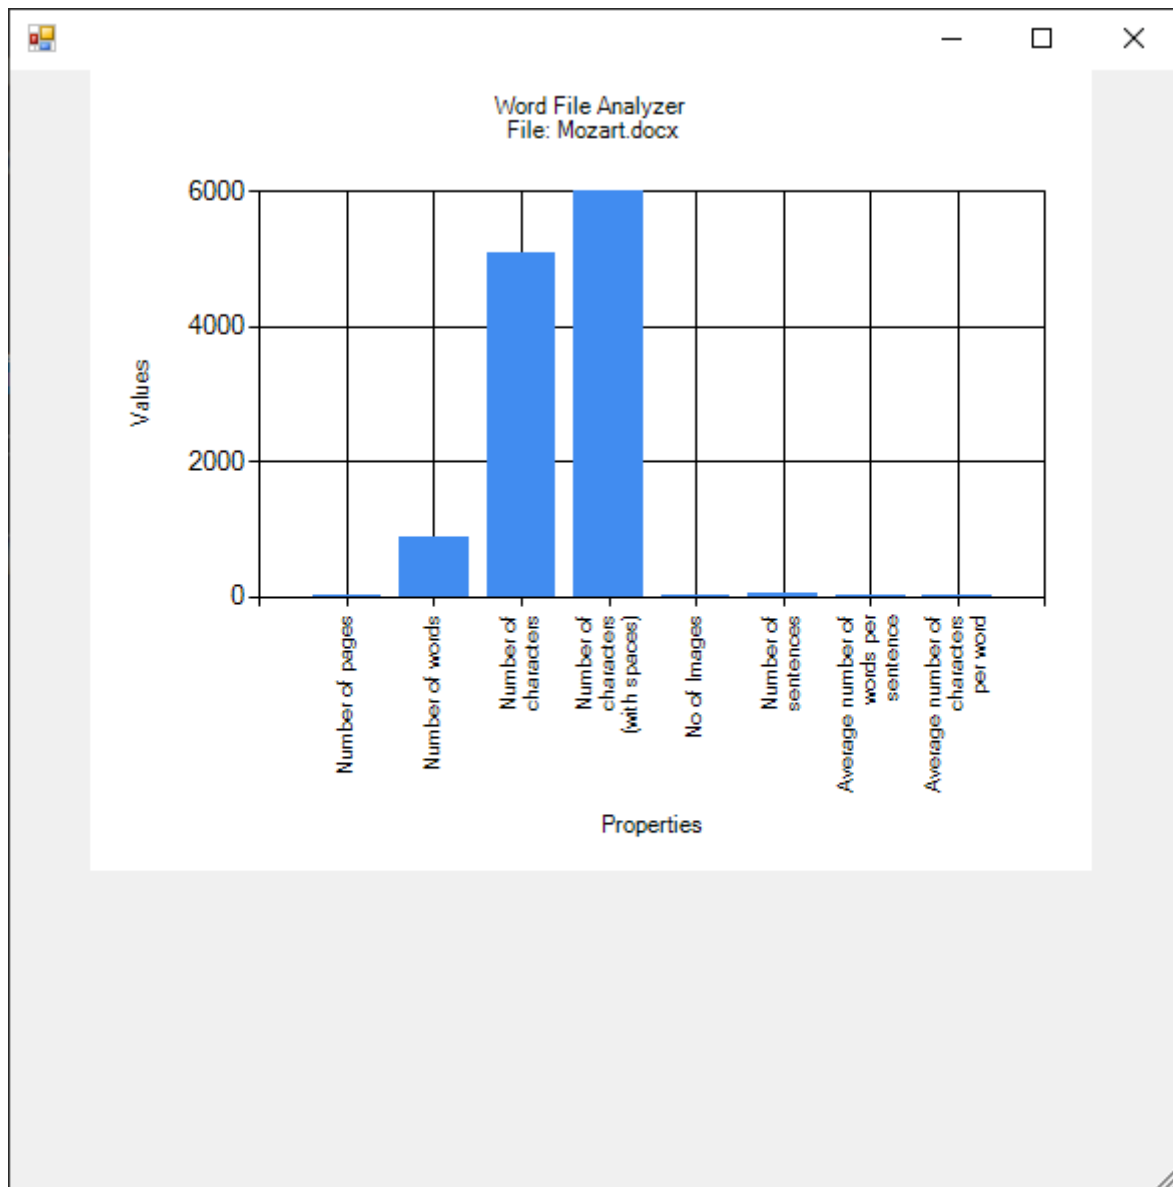 Word File Analyzer
File: Mozart.docx
6000
4000
2000
0
Values
Number of pages
Number of words
Number of
characters
Number of
characters
(with spaces)
No of Images
Number of
sentences
Average number of
words per
sentence
Average number of
characters
per word
Properties